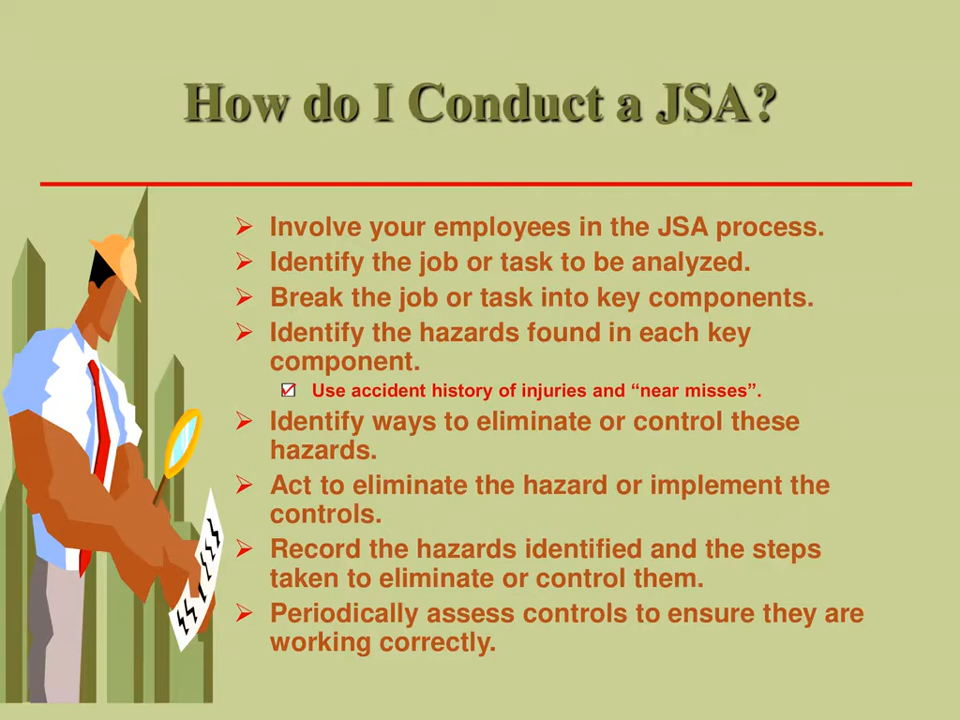 How do I Conduct a JSA?
Involve your employees in the JSA process.
Identify the job or task to be analyzed.
Break the job or task into key components.
Identify the hazards found in each key
component.
Use accident history of injuries and “near misses”.
Identify ways to eliminate or control these
hazards.
Act to eliminate the hazard or implement the
controls.
Record the hazards identified and the steps
taken to eliminate or control them.
Periodically assess controls to ensure they are
working correctly.